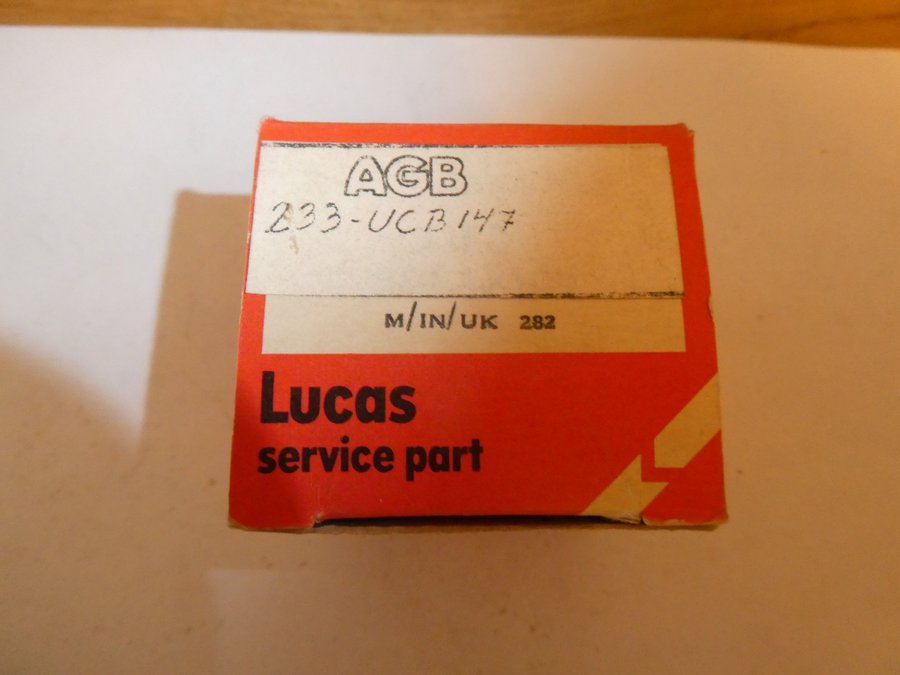 AGB
233-UCB147
M/IN/UK 282
Lucas
service part